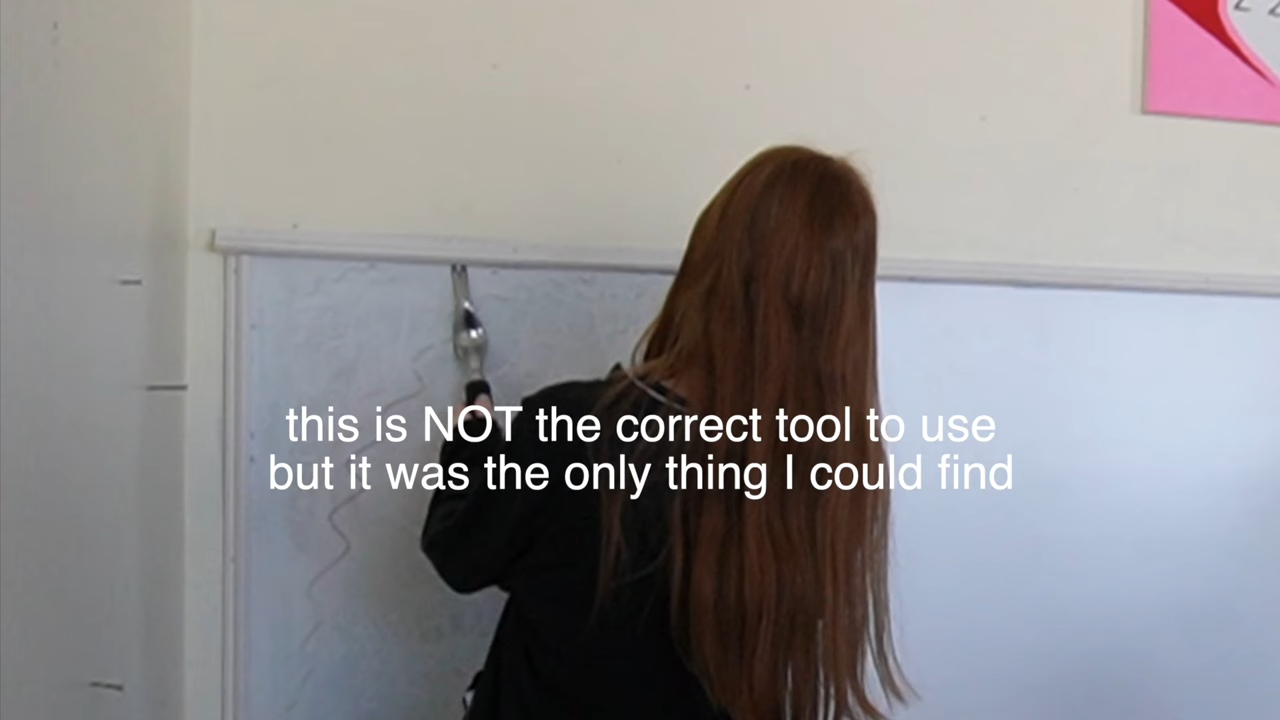 this is NOT the correct tool to use
but it was the only thing I could find